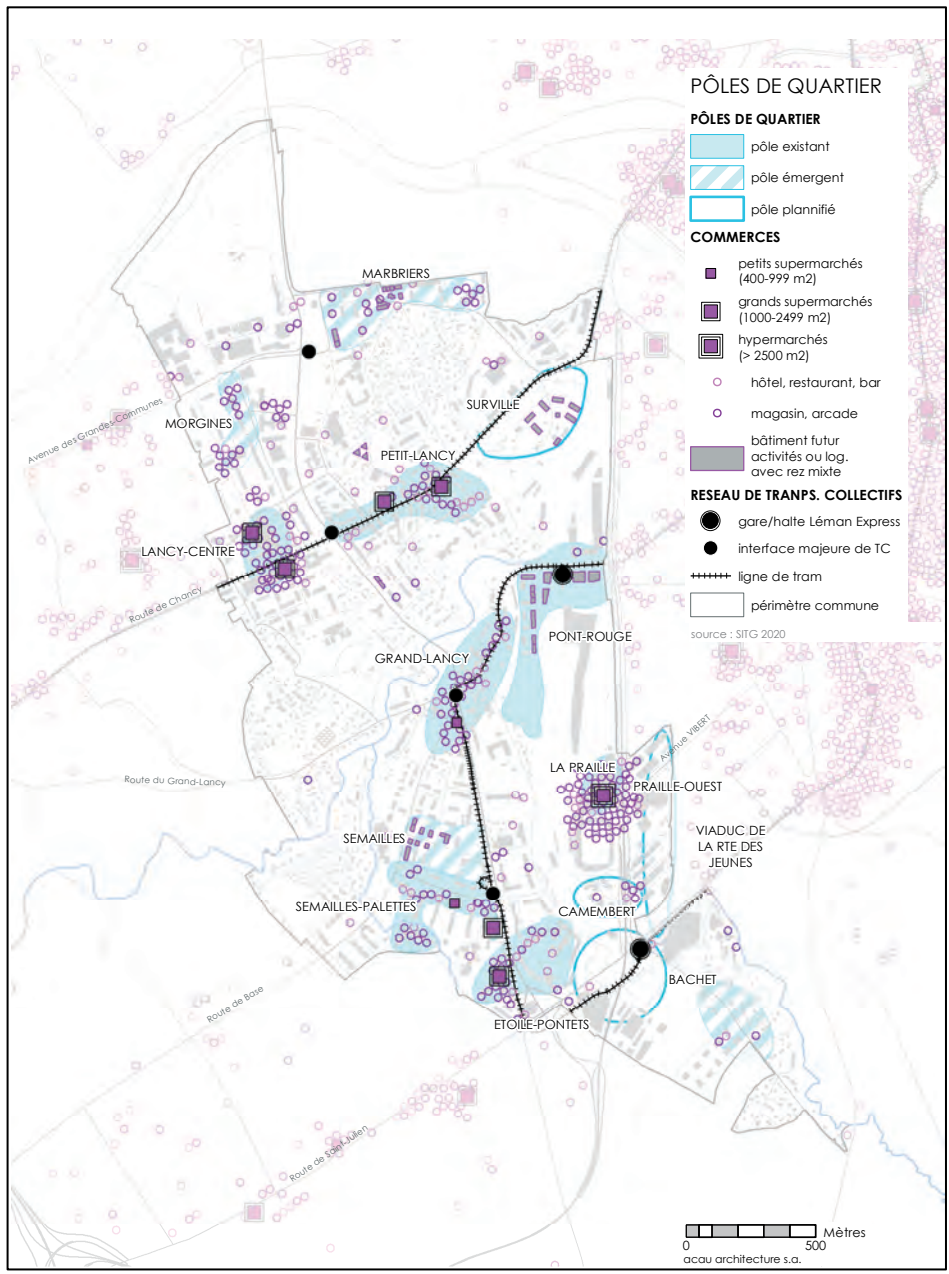 PÔLES DE QUARTIER
PÔLES DE QUARTIER
pôle existant
pôle émergent
pôle plannifié
COMMERCES
petits supermarchés
(400-999 m2)
grands supermarchés
(1000-2499 m2)
hypermarchés
(> 2500 m2)
hôtel, restaurant, bar
magasin, arcade
bâtiment futur
activités ou log.
avec rez mixte
RESEAU DE TRANPS. COLLECTIFS
gare/halte Léman Express
interface majeure de TC
ligne de tram
périmètre commune
source : SITG 2020
MARBRIERS
SURVILLE
Avenue des Grandes-Communes
MORGINES
PETIT-LANCY
LANCY-CENTRE
Route de Chancy
PONT-ROUGE
GRAND-LANCY
Avenue VIBERT
LA PRAILLE
PRAILLE-OUEST
Route du Grand-Lancy
VIADUC DE
LA RTE DES
JEUNES
SEMAILLES
SEMAILLES-PALETTES
CAMEMBERT
BACHET
Route de Base
ETOILE-PONTETS
Route de Saint-Julien
Mètres
0
500
acau architecture s.a.